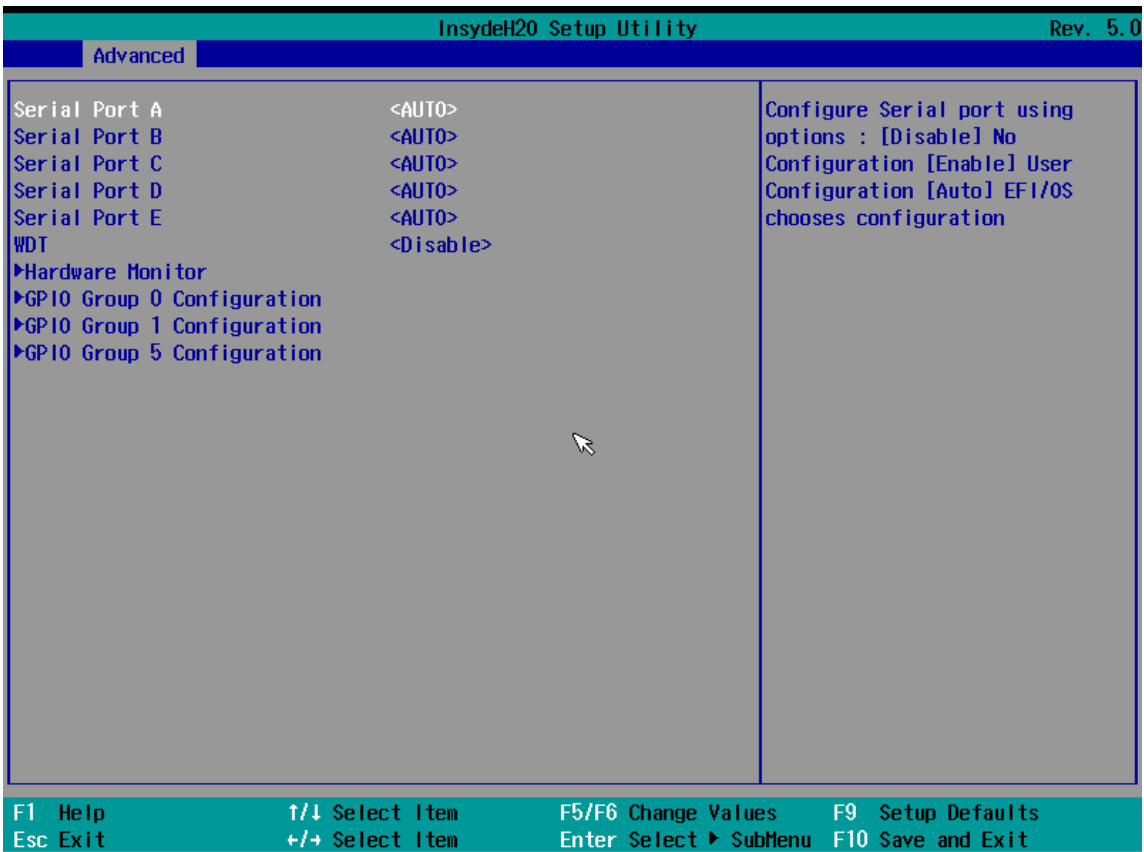 InsydeH20 Setup Utility Rev. 5.0
Advanced
Serial Port A <AUTO>
Serial Port B <AUTO>
Serial Port C <AUTO>
Serial Port D <AUTO>
Serial Port E <AUTO>
WDT <Disable>
▶Hardware Monitor
▶GPIO Group 0 Configuration
▶GPIO Group 1 Configuration
▶GPIO Group 5 Configuration
Configure Serial port using
options : [Disable] No
Configuration [Enable] User
Configuration [Auto] EFI/OS
chooses configuration
F1 Help ↑/↓ Select Item F5/F6 Change Values F9 Setup Defaults
Esc Exit ←/→ Select Item Enter Select ▶ SubMenu F10 Save and Exit